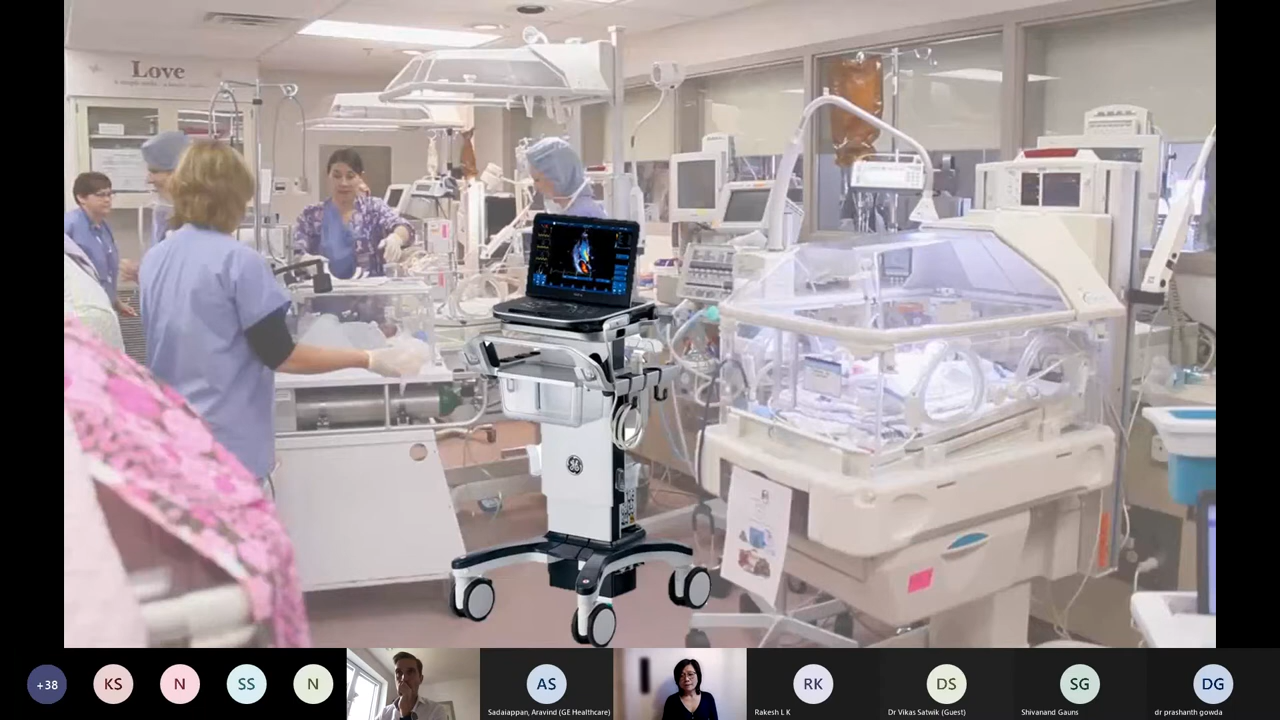 Love
GE
+38
KS
N
SS
N
AS
Sadaiappan, Aravind (GE Healthcare)
RK
Rakesh L K
DS
Dr Vikas Satwik (Guest)
SG
Shivanand Gauns
DG
dr prashanth gowda